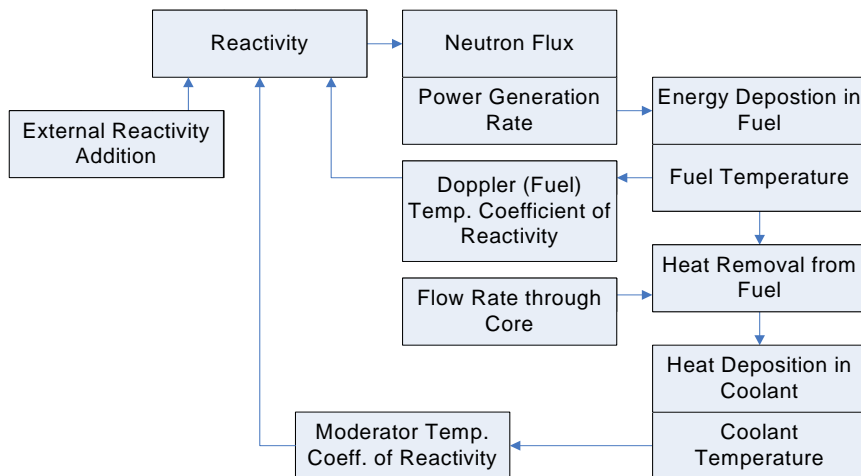 Reactivity
Neutron Flux
Power Generation
Rate
Energy Depostion in
Fuel
External Reactivity
Addition
Doppler (Fuel)
Temp. Coefficient of
Reactivity
Fuel Temperature
Heat Removal from
Fuel
Flow Rate through
Core
Heat Deposition in
Coolant
Moderator Temp.
Coeff. of Reactivity
Coolant
Temperature